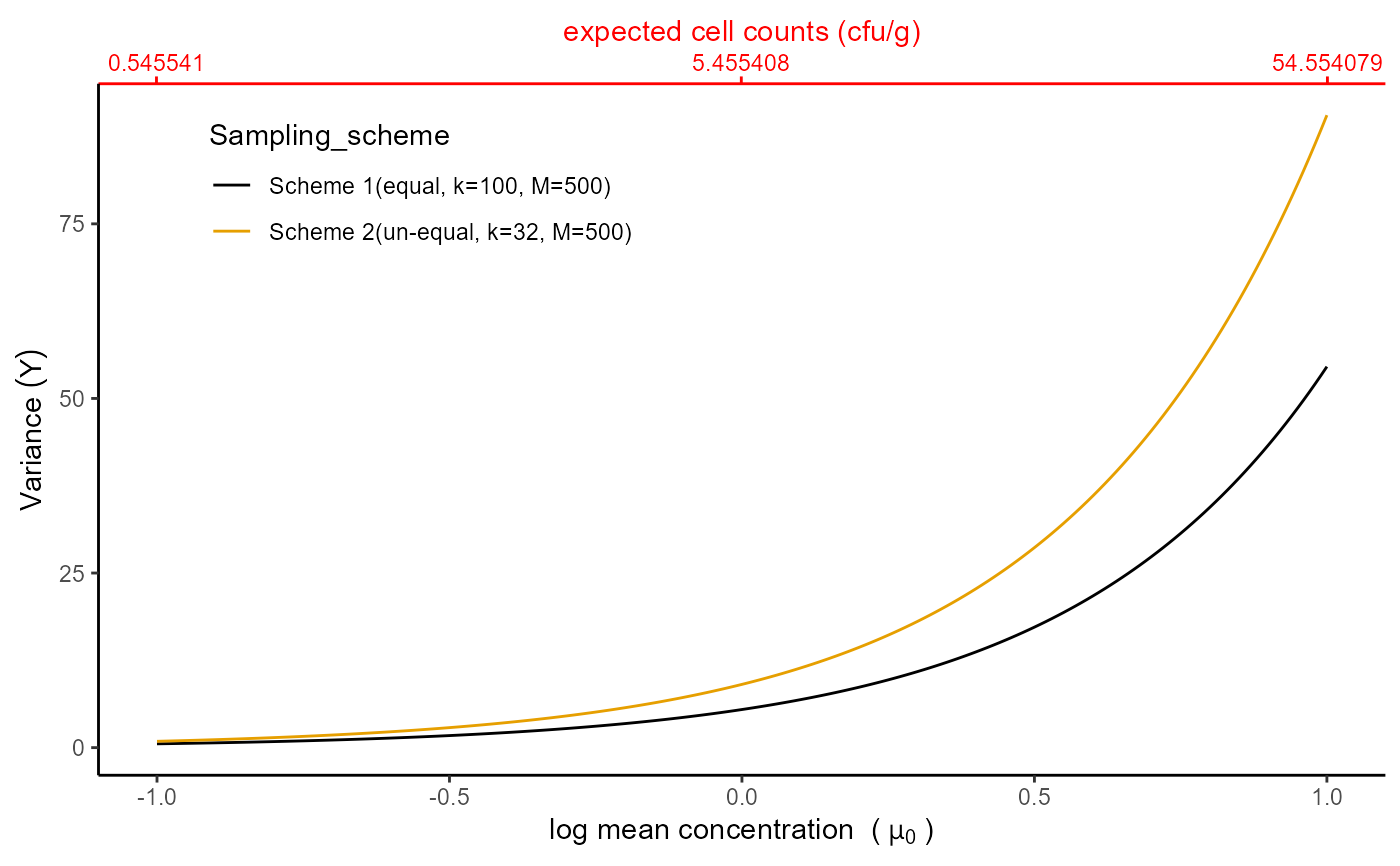 expected cell counts (cfu/g)
0.545541 5.455408 54.554079
Sampling_scheme
Scheme 1(equal, k=100, M=500)
Scheme 2(un-equal, k=32, M=500)
Variance (Y)
75
50
25
0
-1.0 -0.5 0.0 0.5 1.0
log mean concentration ( μ₀ )